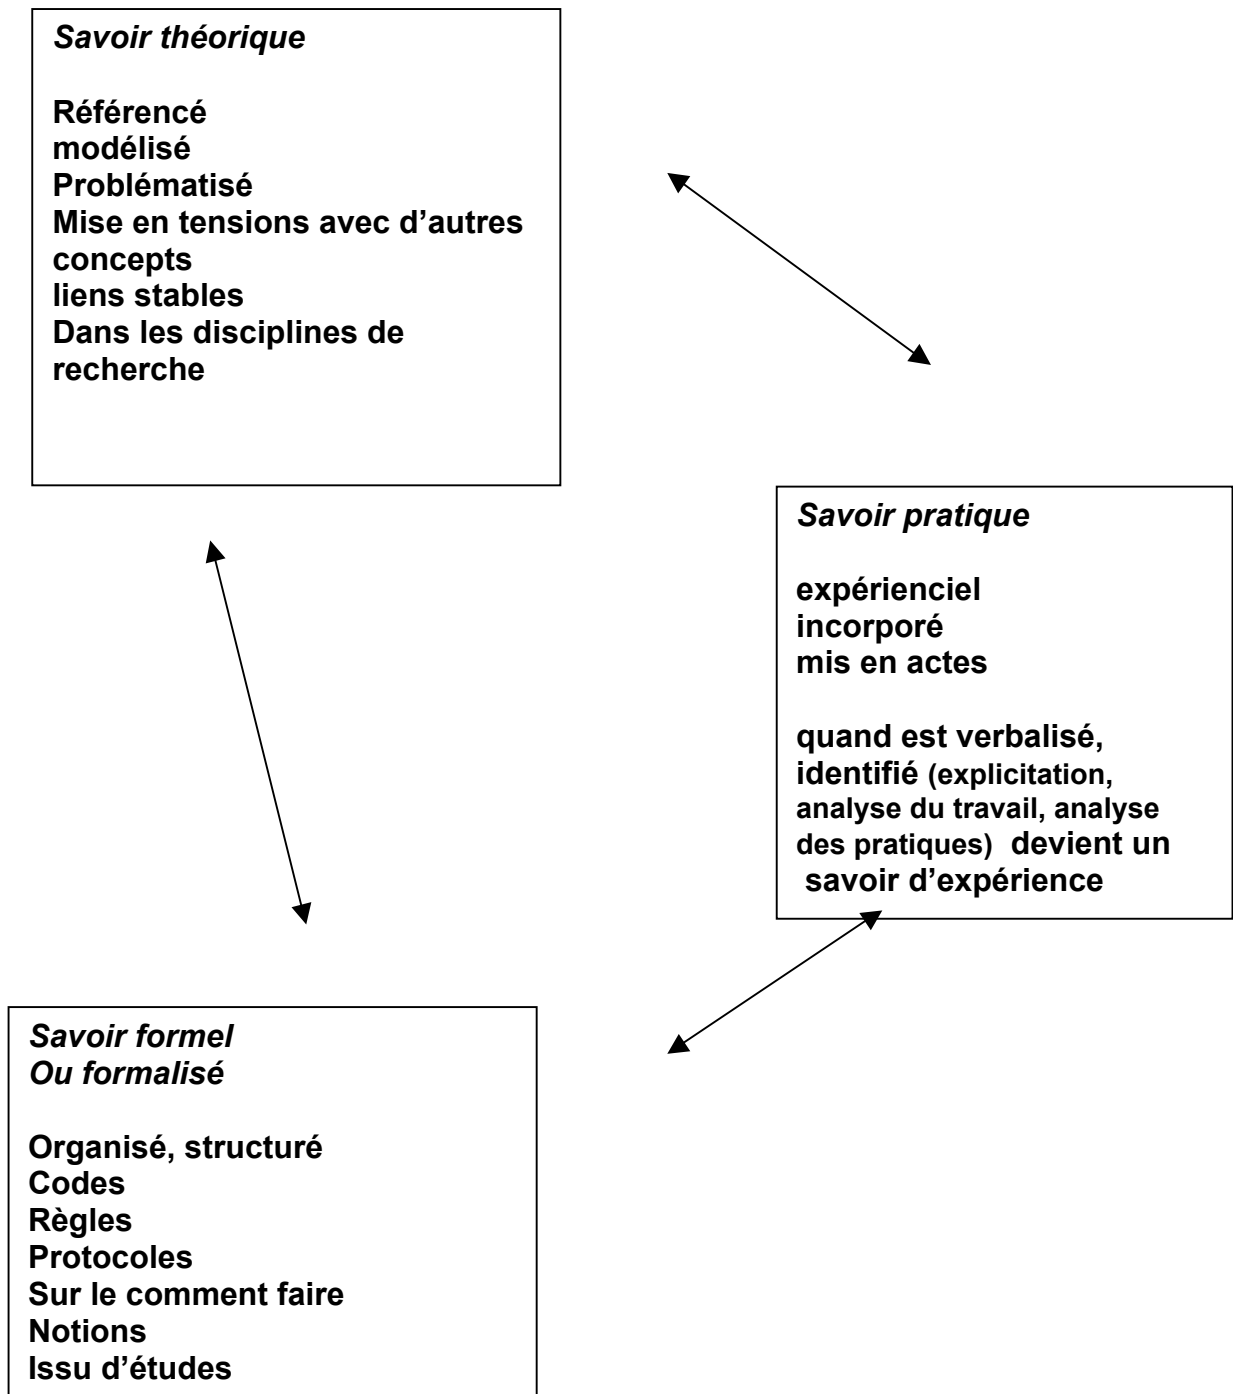 Savoir théorique
Référencé
modélisé
Problématisé
Mise en tensions avec d’autres
concepts
liens stables
Dans les disciplines de
recherche
Savoir pratique
expérienciel
incorporé
mis en actes
quand est verbalisé,
identifié (explicitation,
analyse du travail, analyse
des pratiques) devient un
savoir d’expérience
Savoir formel
Ou formalisé
Organisé, structuré
Codes
Règles
Protocoles
Sur le comment faire
Notions
Issu d’études